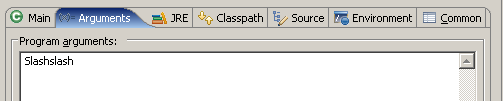 Main Arguments JRE Classpath Source Environment Common
Program arguments:
Slashslash